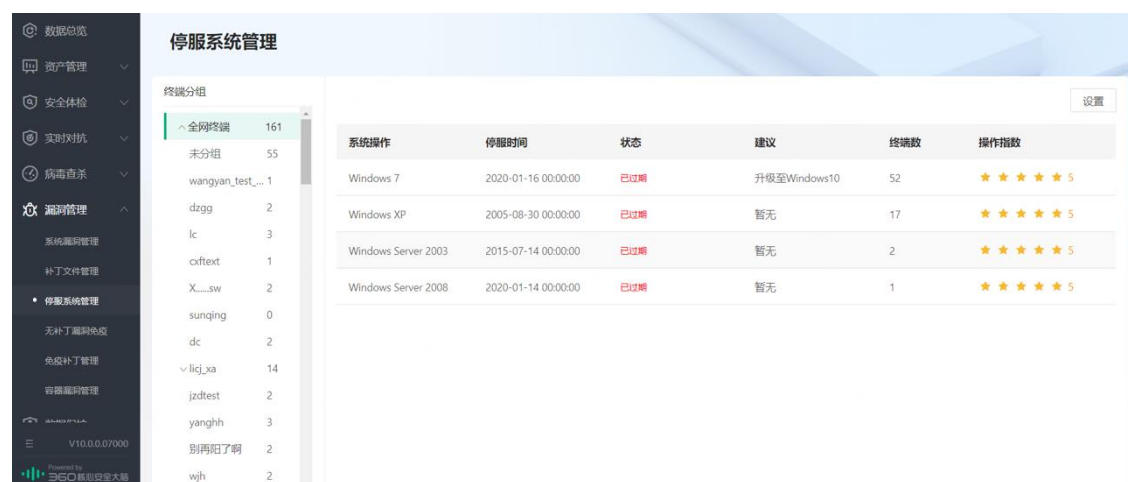 数据总览
资产管理
安全体检
实时对抗
病毒查杀
漏洞管理
系统漏洞管理
补丁文件管理
停服系统管理
无补丁漏洞免疫
免疫补丁管理
容器漏洞管理
V10.0.0.07000
Powered by
360核心安全大脑
停服系统管理
终端分组
全网终端 161
未分组 55
wangyan_test_... 1
dzgg 2
lc 3
cxftext 1
X......sw 2
sunqing 0
dc 2
licj_xa 14
jzdtest 2
yanghh 3
别再阳了啊 2
wjh 2
设置
系统操作 停服时间 状态 建议 终端数 操作指数
Windows 7 2020-01-16 00:00:00 已过期 升级至Windows10 52 ★ ★ ★ ★ ★ 5
Windows XP 2005-08-30 00:00:00 已过期 暂无 17 ★ ★ ★ ★ ★ 5
Windows Server 2003 2015-07-14 00:00:00 已过期 暂无 2 ★ ★ ★ ★ ★ 5
Windows Server 2008 2020-01-14 00:00:00 已过期 暂无 1 ★ ★ ★ ★ ★ 5